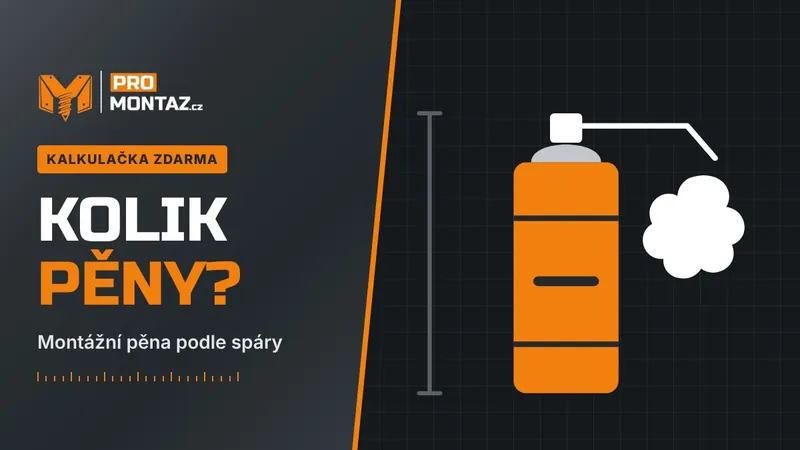 PRO
MONTAZ.cz
KALKULAČKA ZDARMA
KOLIK
PĚNY?
Montážní pěna podle spáry